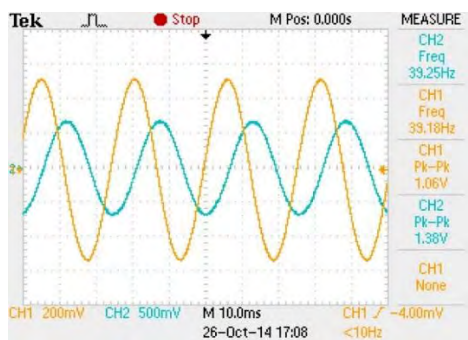 Tek Stop M Pos: 0.000s MEASURE
CH2
Freq
39.25Hz
CH1
Freq
39.18Hz
CH1
Pk-Pk
1.06V
CH2
Pk-Pk
1.38V
CH1
None
2
CH1 200mV CH2 500mV M 10.0ms CH1 -4.00mV
26-Oct-14 17:08 <10Hz